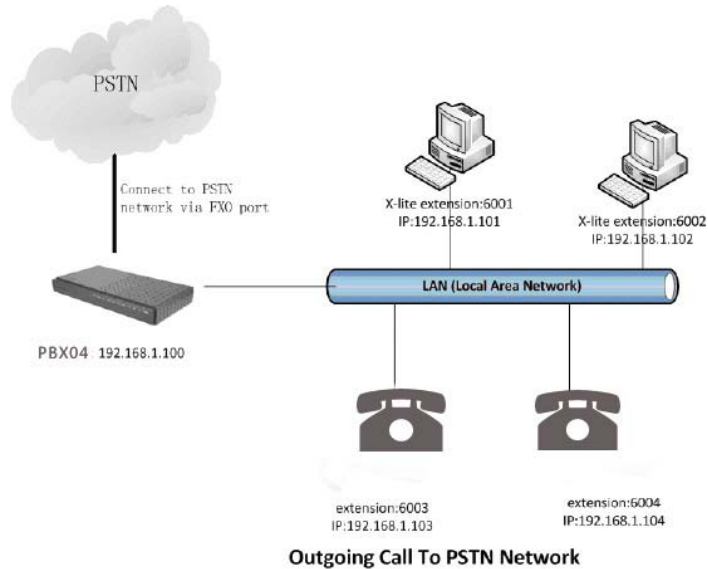 PSTN
Connect to PSTN
network via FXO port
X-lite extension:6001
IP:192.168.1.101
X-lite extension:6002
IP:192.168.1.102
LAN (Local Area Network)
PBX04 192.168.1.100
extension:6003
IP:192.168.1.103
extension:6004
IP:192.168.1.104
Outgoing Call To PSTN Network